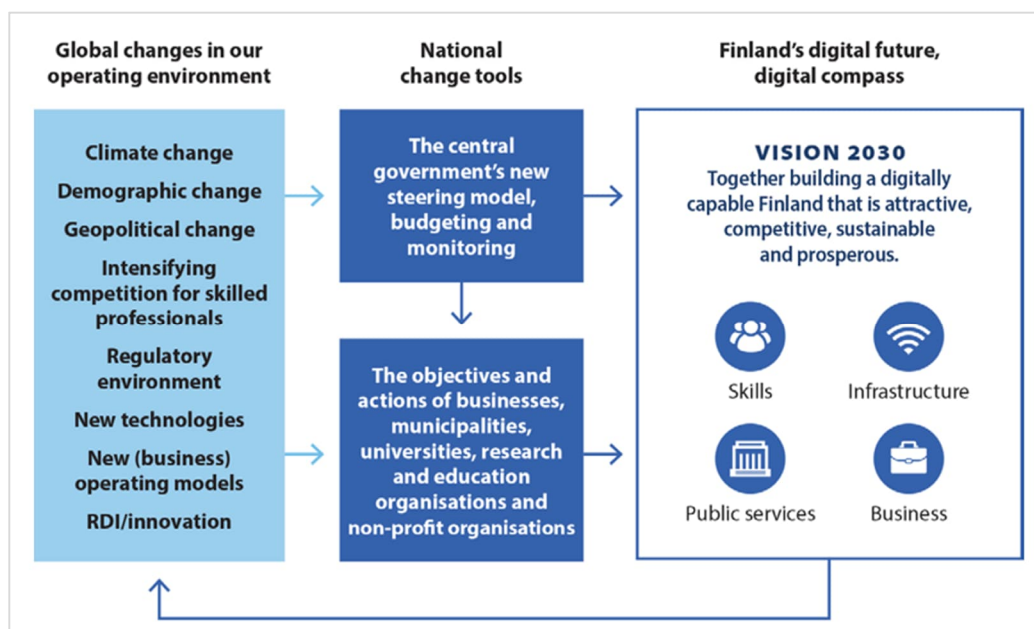 Global changes in our
operating environment
Climate change
Demographic change
Geopolitical change
Intensifying
competition for skilled
professionals
Regulatory
environment
New technologies
New (business)
operating models
RDI/innovation
National
change tools
The central
government's new
steering model,
budgeting and
monitoring
The objectives and
actions of businesses,
municipalities,
universities, research
and education
organisations and
non-profit organisations
Finland's digital future,
digital compass
VISION 2030
Together building a digitally
capable Finland that is attractive,
competitive, sustainable
and prosperous.
Skills
Infrastructure
Public services
Business